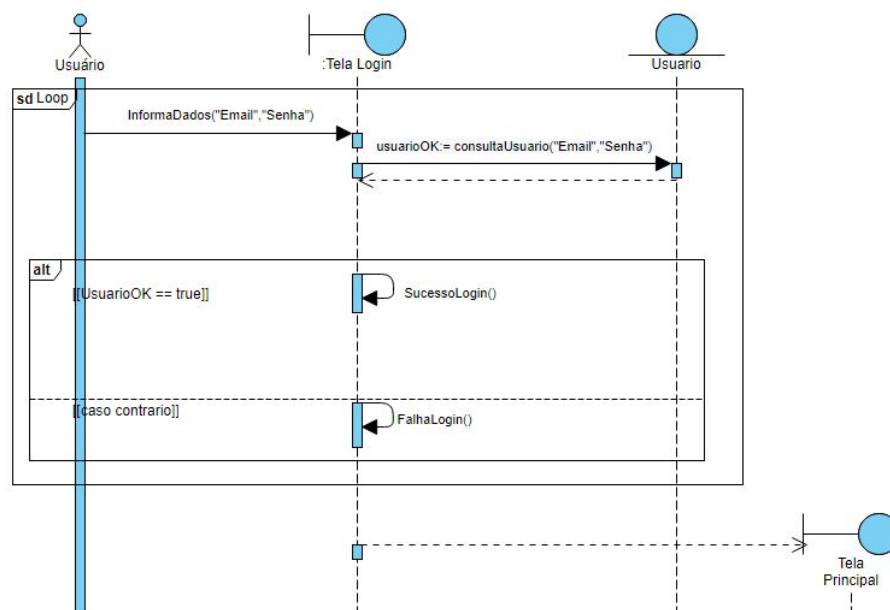 Usuário
:Tela Login
Usuario
sd Loop
InformaDados("Email","Senha")
usuarioOK:= consultaUsuario("Email","Senha")
alt
[[UsuarioOK == true]]
SucessoLogin()
[[caso contrario]]
FalhaLogin()
Tela
Principal